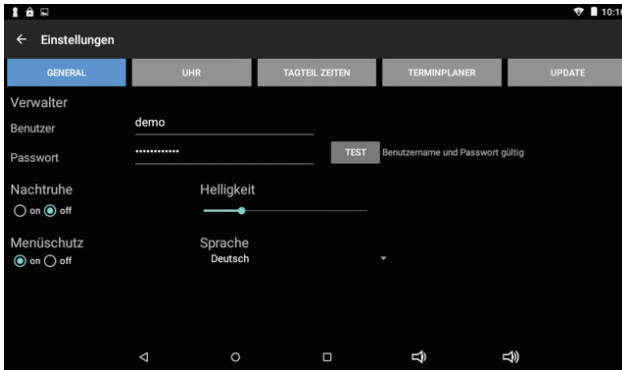 10:10
Einstellungen
GENERAL UHR TAGTEIL ZEITEN TERMINPLANER UPDATE
Verwalter
Benutzer demo
Passwort •••••••••••• TEST Benutzername und Passwort gültig
Nachtruhe Helligkeit
on off
Menüschutz Sprache
on off Deutsch